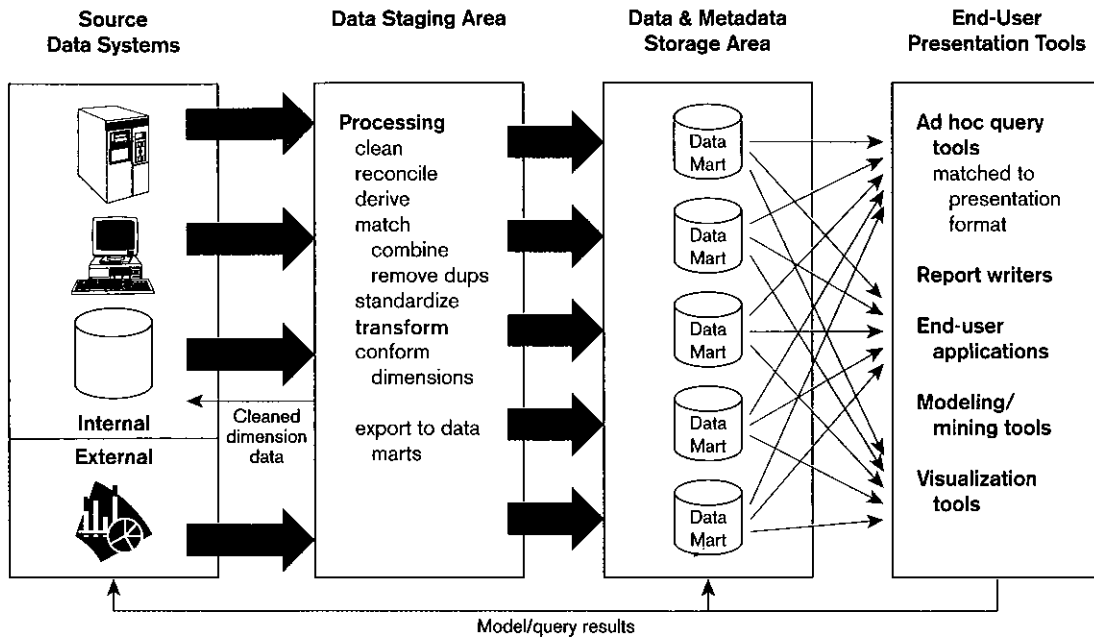 Source
Data Systems
Data Staging Area
Data & Metadata
Storage Area
End-User
Presentation Tools
Internal
External
Cleaned
dimension
data
Processing
clean
reconcile
derive
match
combine
remove dups
standardize
transform
conform
dimensions
export to data
marts
Data
Mart
Data
Mart
Data
Mart
Data
Mart
Data
Mart
Ad hoc query
tools
matched to
presentation
format
Report writers
End-user
applications
Modeling/
mining tools
Visualization
tools
Model/query results